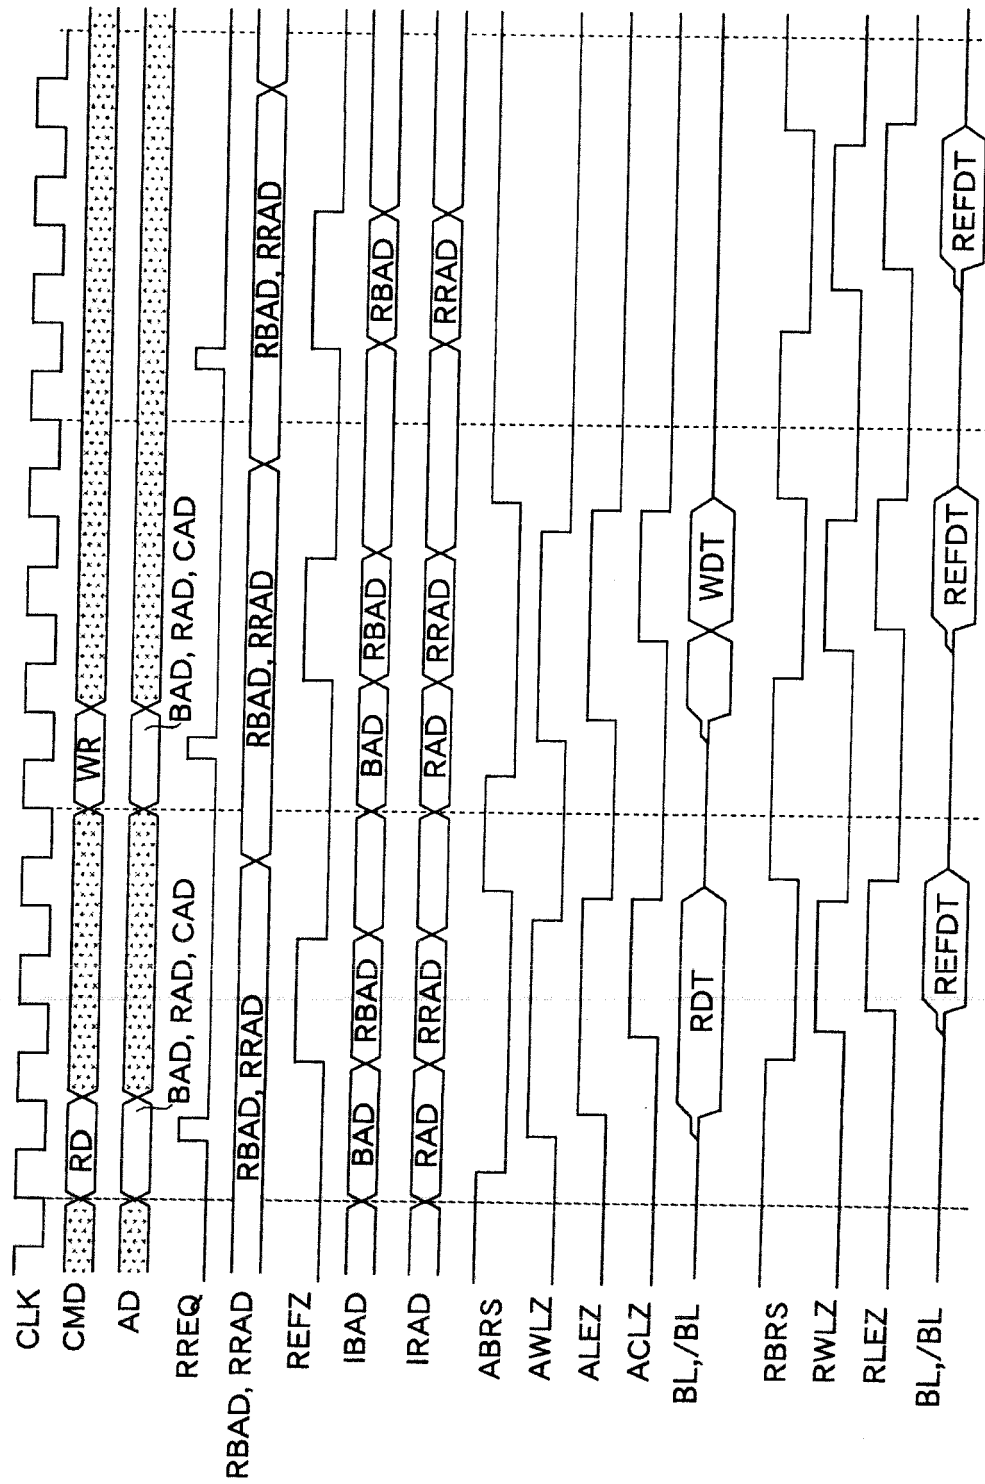 CLK
CMD RD WR
AD BAD, RAD, CAD BAD, RAD, CAD
RREQ
RBAD, RRAD RBAD, RRAD RBAD, RRAD RBAD, RRAD
REFZ
IBAD BAD RBAD BAD RBAD RBAD
IRAD RAD RRAD RAD RRAD RRAD
ABRS
AWLZ
ALEZ
ACLZ
BL,/BL RDT WDT
RBRS
RWLZ
RLEZ
BL,/BL REFDT REFDT REFDT